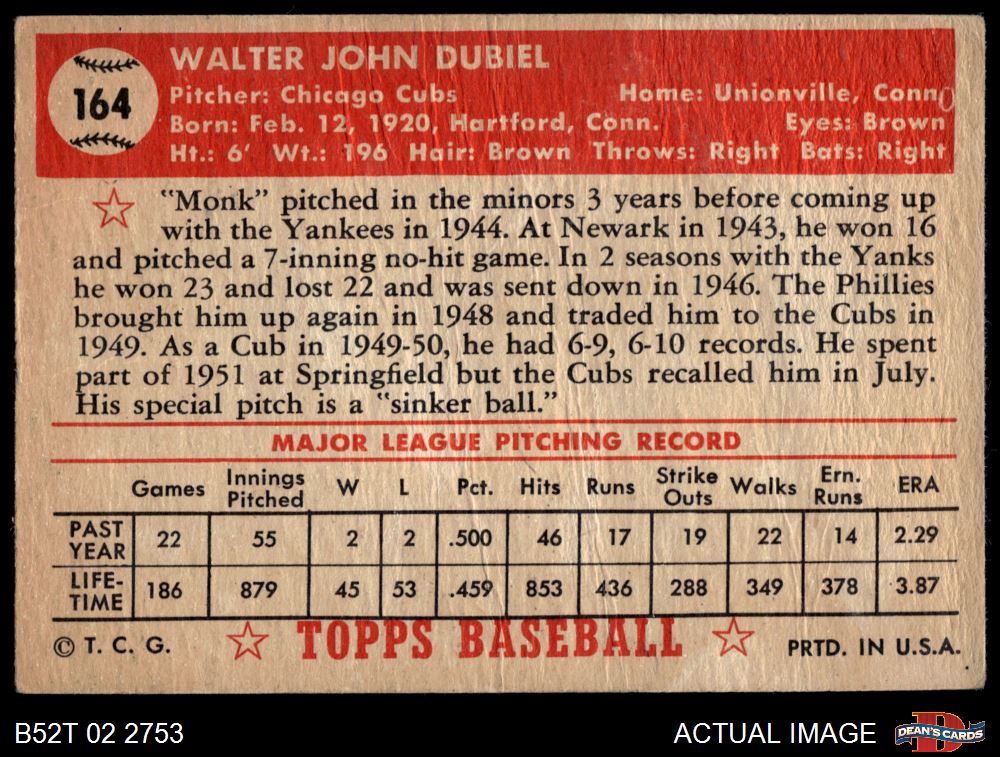 164
WALTER JOHN DUBIEL
Pitcher: Chicago Cubs Home: Unionville, Conn.
Born: Feb. 12, 1920, Hartford, Conn. Eyes: Brown
Ht.: 6' Wt.: 196 Hair: Brown Throws: Right Bats: Right
"Monk" pitched in the minors 3 years before coming up
with the Yankees in 1944. At Newark in 1943, he won 16
and pitched a 7-inning no-hit game. In 2 seasons with the Yanks
he won 23 and lost 22 and was sent down in 1946. The Phillies
brought him up again in 1948 and traded him to the Cubs in
1949. As a Cub in 1949-50, he had 6-9, 6-10 records. He spent
part of 1951 at Springfield but the Cubs recalled him in July.
His special pitch is a "sinker ball."
MAJOR LEAGUE PITCHING RECORD
Games Innings Pitched W L Pct. Hits Runs Strike Outs Walks Ern. Runs ERA
PAST YEAR 22 55 2 2 .500 46 17 19 22 14 2.29
LIFE-TIME 186 879 45 53 .459 853 436 288 349 378 3.87
© T. C. G. TOPPS BASEBALL PRTD. IN U.S.A.
B52T 02 2753 ACTUAL IMAGE DEAN'S CARDS